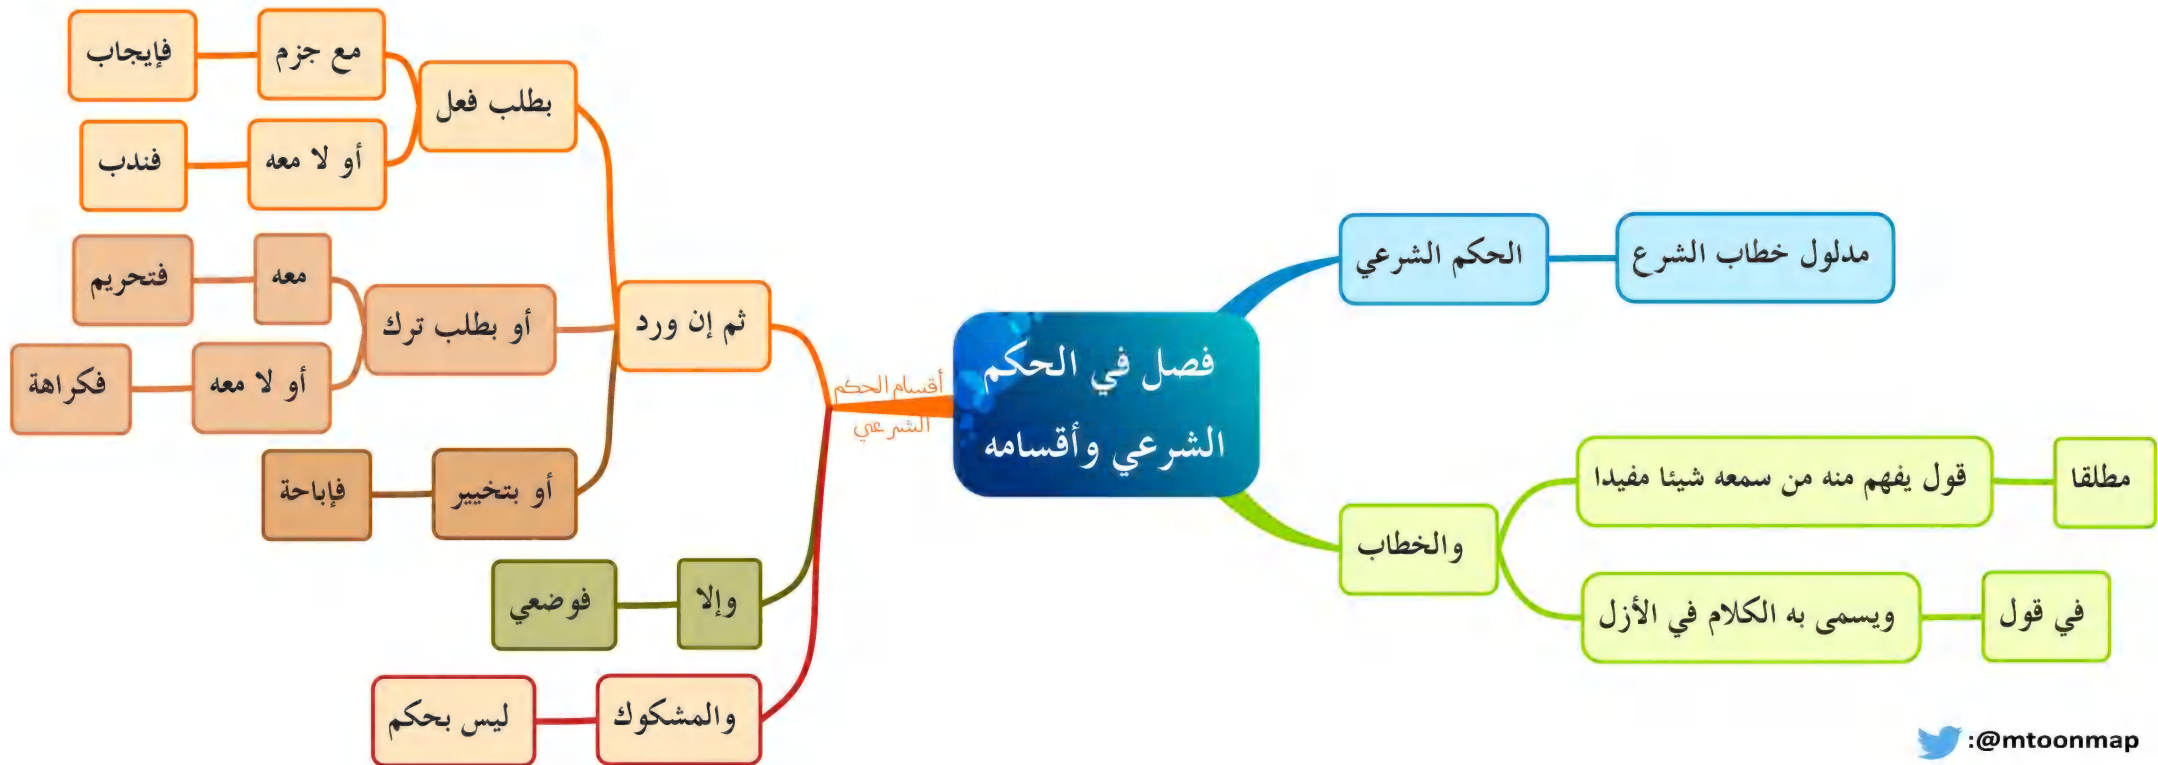 فصل في الحكم
الشرعي وأقسامه
الحكم الشرعي
مدلول خطاب الشرع
والخطاب
قول يفهم منه من سمعه شيئا مفيدا
مطلقا
ويسمى به الكلام في الأزل
في قول
أقسام الحكم
الشرعي
ثم إن ورد
بطلب فعل
مع جزم
فإيجاب
أو لا معه
فندب
أو بطلب ترك
معه
فتحريم
أو لا معه
فكراهة
أو بتخيير
فإباحة
وإلا
فوضعي
والمشكوك
ليس بحكم
:@mtoonmap